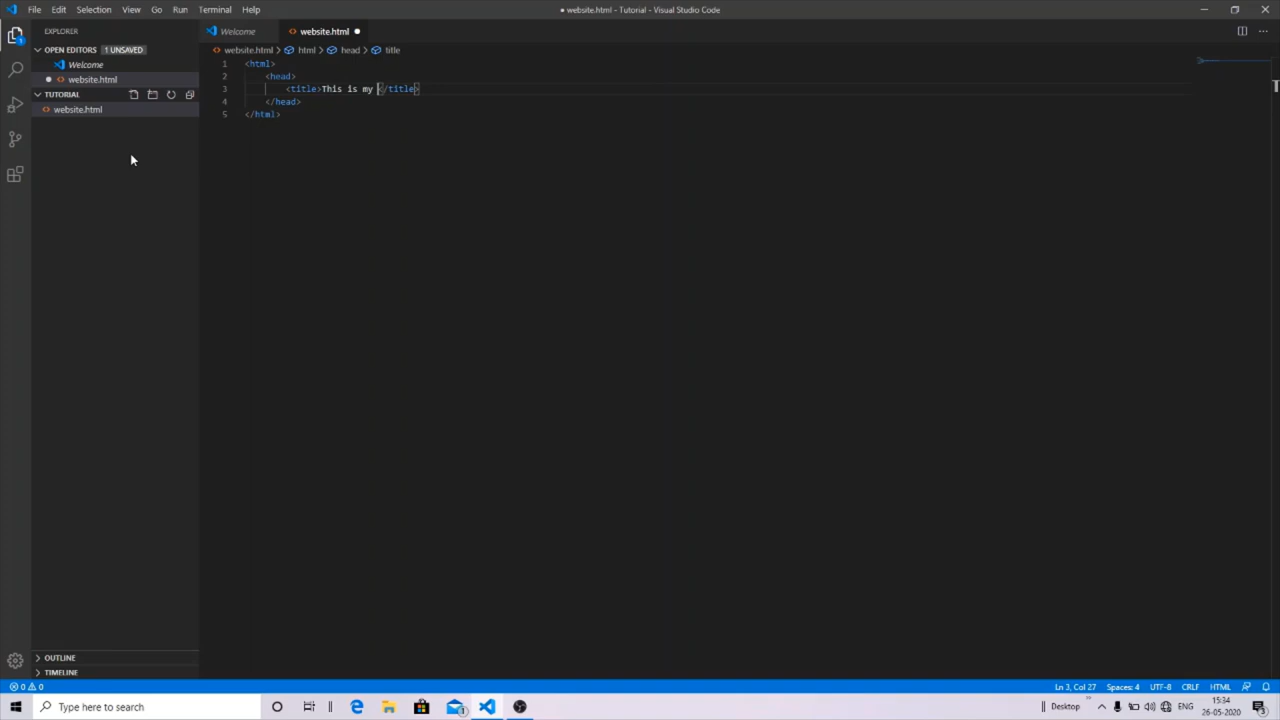 File Edit Selection View Go Run Terminal Help
● website.html - Tutorial - Visual Studio Code
EXPLORER
Welcome
website.html ●
OPEN EDITORS 1 UNSAVED
website.html > html > head > title
Welcome
1 <html>
2 <head>
● website.html
3 <title>This is my </title>
TUTORIAL
4 </head>
website.html
5 </html>
OUTLINE
TIMELINE
0 0
Ln 3, Col 27 Spaces: 4 UTF-8 CRLF HTML
Type here to search
Desktop
ENG
15:34
26-05-2020